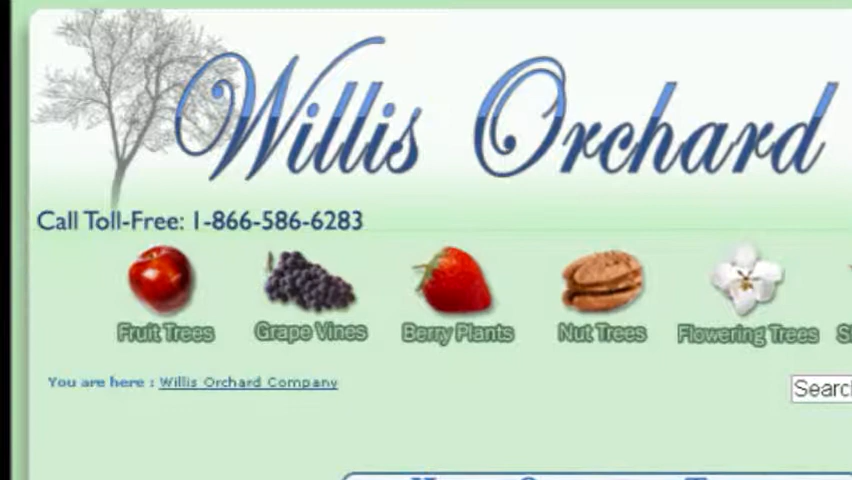 Willis Orchard
Call Toll-Free: 1-866-586-6283
Fruit Trees Grape Vines Berry Plants Nut Trees Flowering Trees
You are here : Willis Orchard Company
Searc